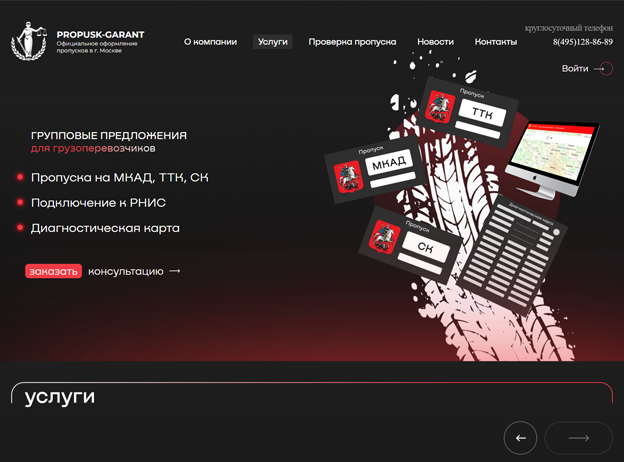 PROPUSK-GARANT
Официальное оформление
пропусков в г. Москве
О компании
Услуги
Проверка пропуска
Новости
Контакты
круглосуточный телефон
8(495)128-86-89
Войти
ГРУППОВЫЕ ПРЕДЛОЖЕНИЯ
для грузоперевозчиков
Пропуска на МКАД, ТТК, СК
Подключение к РНИС
Диагностическая карта
заказать консультацию
Пропуск
ТТК
Пропуск
МКАД
Пропуск
СК
Диагностическая карта
услуги